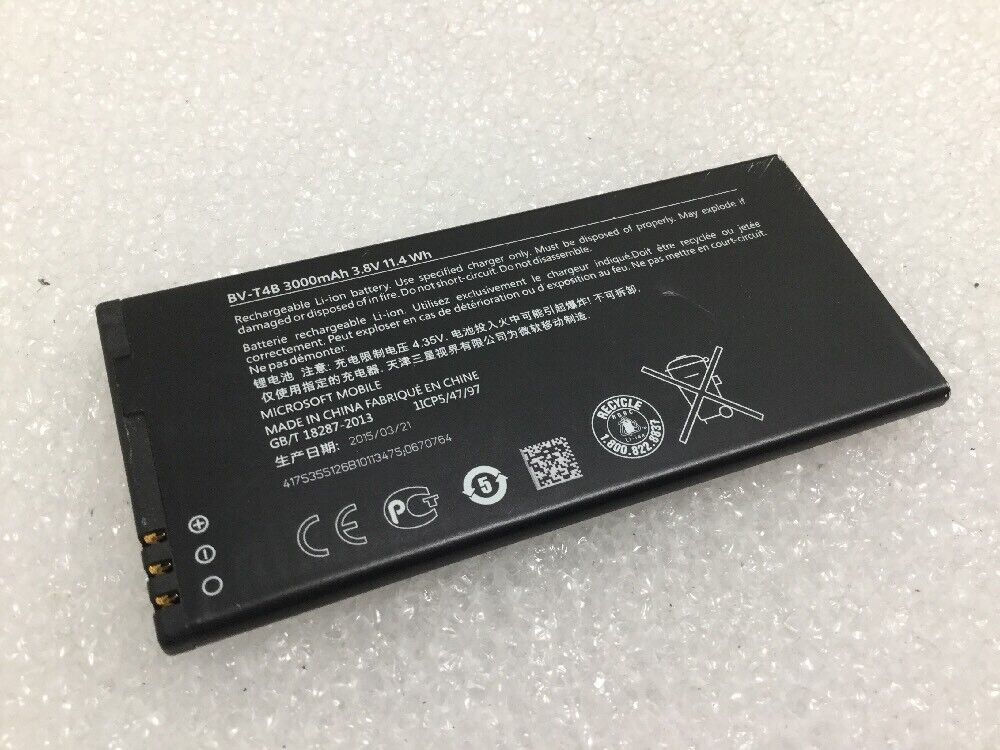 BV-T4B 3000mAh 3.8V 11.4 Wh
Rechargeable Li-ion battery. Use specified charger only. Must be disposed of properly. May explode if
damaged or disposed of in fire. Do not short-circuit. Do not disassemble.
Batterie rechargeable Li-ion. Utilisez exclusivement le chargeur indiqué.Doit être recyclée ou jetée
correctement. Peut exploser en cas de détérioration ou d exposition au feu. Ne pas mettre en court-circuit.
Ne pas démonter.
锂电池 注意: 充电限制电压 4.35V. 电池投入火中可能引起爆炸! 不可拆卸.
仅使用指定的充电器. 天津三星视界有限公司为微软移动制造.
MICROSOFT MOBILE
MADE IN CHINA FABRIQUÉ EN CHINE
GB/T 18287-2013 1ICP5/47/97
生产日期: 2015/03/21
4175355126B10113475;0670764
CE PCT 5
RECYCLE
RBRC
Li-ion
1.800.822.8837